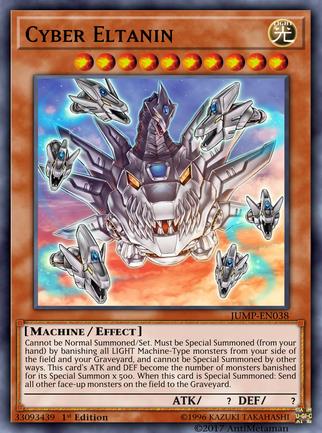 CYBER ELTANIN
LIGHT
光
JUMP-EN038
[MACHINE / EFFECT]
Cannot be Normal Summoned/Set. Must be Special Summoned (from
your hand) by banishing all LIGHT Machine-Type monsters from your side of
the field and your Graveyard, and cannot be Special Summoned by other
ways. This card's ATK and DEF become the number of monsters banished
for its Special Summon x 500. When this card is Special Summoned: Send
all other face-up monsters on the field to the Graveyard.
ATK/ ? DEF/ ?
©2017 AntiMetaman
33093439 1st Edition ©1996 KAZUKI TAKAHASHI